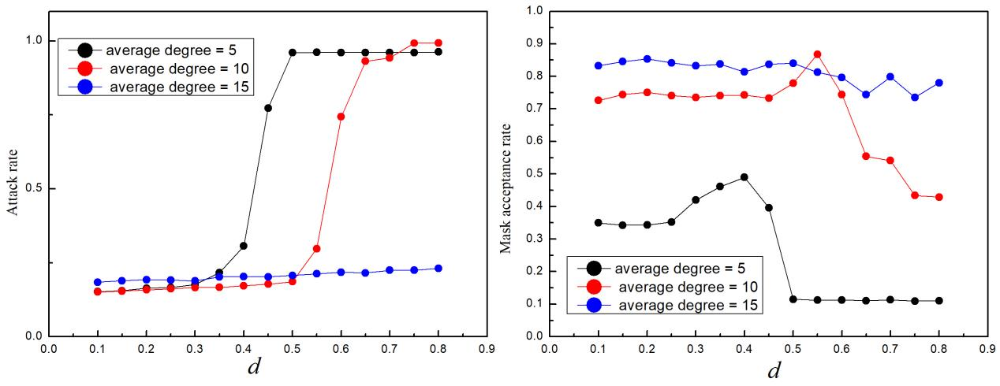 1.0
0.5
0.0
Attack rate
average degree = 5
average degree = 10
average degree = 15
0.0 0.1 0.2 0.3 0.4 0.5 0.6 0.7 0.8 0.9
d
1.0
0.9
0.8
0.7
0.6
0.5
0.4
0.3
0.2
0.1
0.0
Mask acceptance rate
average degree = 5
average degree = 10
average degree = 15
0.0 0.1 0.2 0.3 0.4 0.5 0.6 0.7 0.8 0.9
d